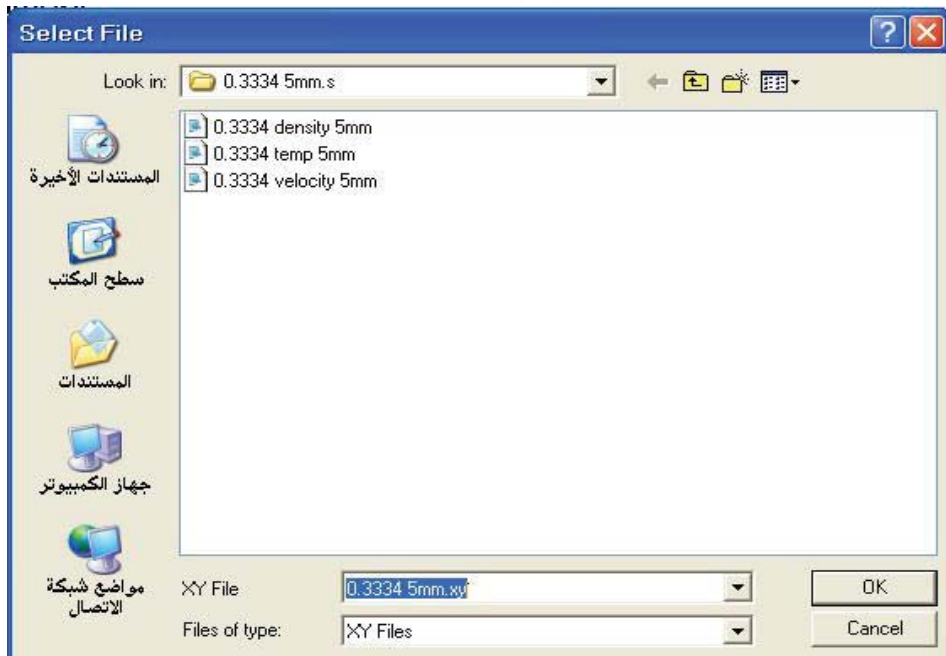 Select File
Look in:
0.3334 5mm.s
0.3334 density 5mm
0.3334 temp 5mm
0.3334 velocity 5mm
المستندات الأخيرة
سطح المكتب
المستندات
جهاز الكمبيوتر
مواضع شبكة
الاتصال
XY File
0.3334 5mm.xy
OK
Files of type:
XY Files
Cancel